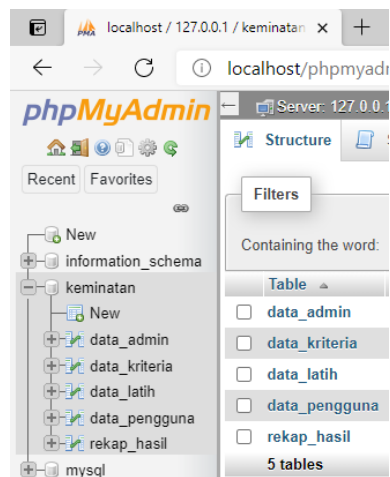 localhost / 127.0.0.1 / keminatan
localhost/phpmyadm
phpMyAdmin
Recent Favorites
New
information_schema
keminatan
New
data_admin
data_kriteria
data_latih
data_pengguna
rekap_hasil
mysql
Server: 127.0.0.1
Structure
Filters
Containing the word:
Table
data_admin
data_kriteria
data_latih
data_pengguna
rekap_hasil
5 tables